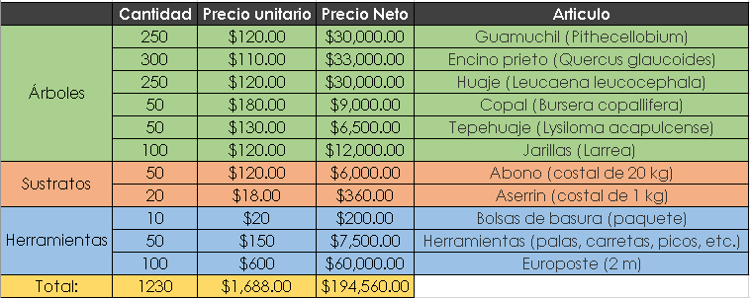 Cantidad Precio unitario Precio Neto Articulo
Árboles 250 $120.00 $30,000.00 Guamuchil (Pithecellobium)
300 $110.00 $33,000.00 Encino prieto (Quercus glaucoides)
250 $120.00 $30,000.00 Huaje (Leucaena leucocephala)
50 $180.00 $9,000.00 Copal (Bursera copallifera)
50 $130.00 $6,500.00 Tepehuaje (Lysiloma acapulcense)
100 $120.00 $12,000.00 Jarillas (Larrea)
Sustratos 50 $120.00 $6,000.00 Abono (costal de 20 kg)
20 $18.00 $360.00 Aserrin (costal de 1 kg)
Herramientas 10 $20 $200.00 Bolsas de basura (paquete)
50 $150 $7,500.00 Herramientas (palas, carretas, picos, etc.)
100 $600 $60,000.00 Europoste (2 m)
Total: 1230 $1,688.00 $194,560.00